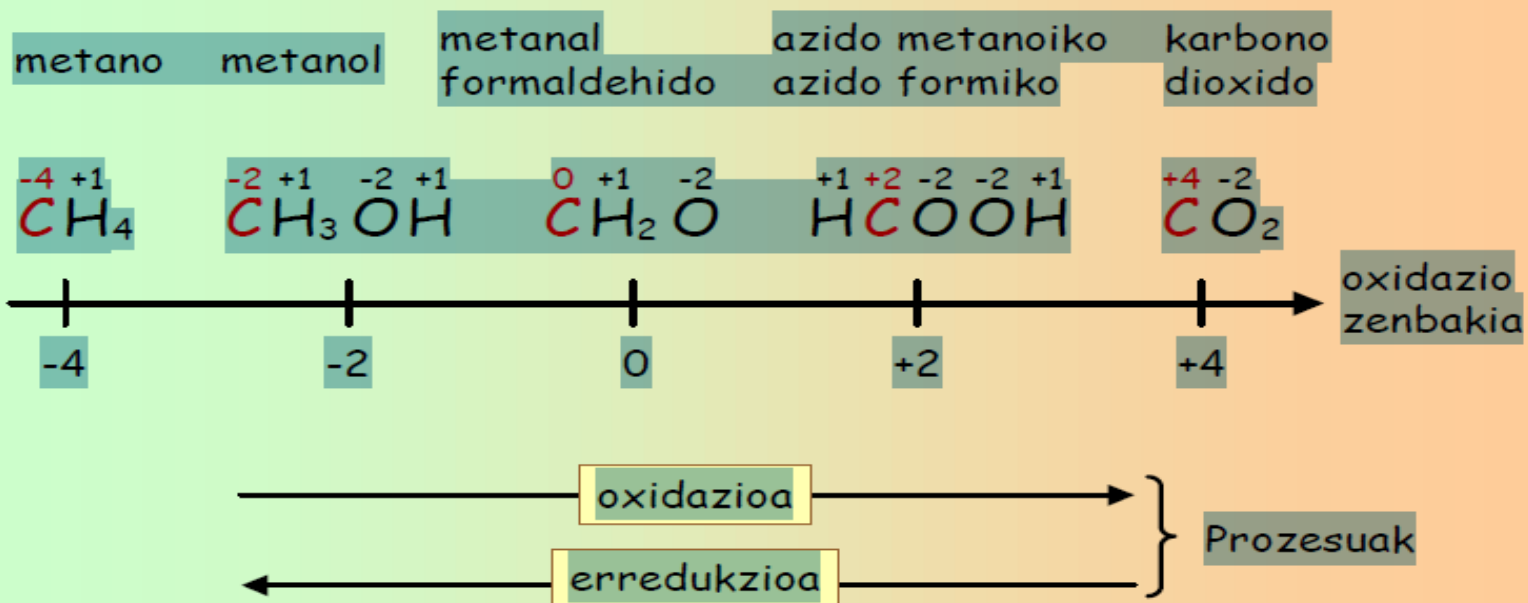 metano metanol metanal azido metanoiko karbono
formaldehido azido formiko dioxido
-4 +1 -2 +1 -2 +1 0 +1 -2 +1 +2 -2 -2 +1 +4 -2
CH₄ CH₃OH CH₂O HCOOH CO₂
oxidazio
zenbakia
-4 -2 0 +2 +4
oxidazioa
Prozesuak
erredukzioa